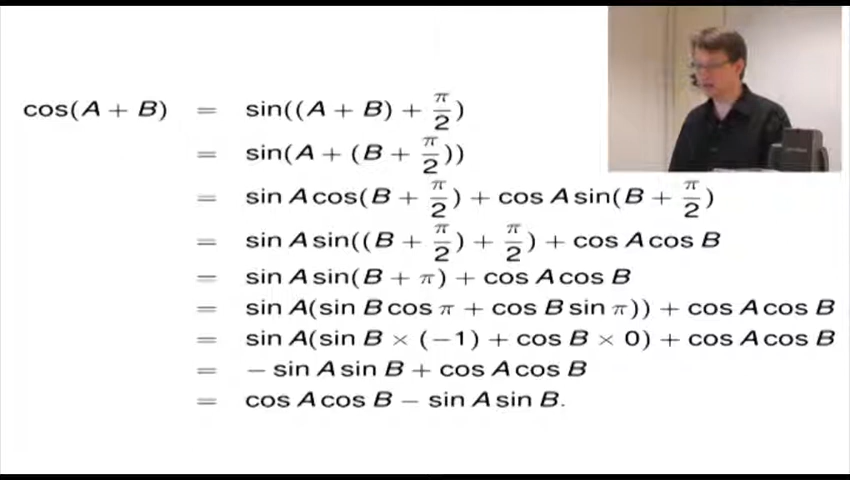 cos(A + B) = sin((A + B) + π/2)
= sin(A + (B + π/2))
= sin A cos(B + π/2) + cos A sin(B + π/2)
= sin A sin((B + π/2) + π/2) + cos A cos B
= sin A sin(B + π) + cos A cos B
= sin A(sin B cos π + cos B sin π)) + cos A cos B
= sin A(sin B × (−1) + cos B × 0) + cos A cos B
= − sin A sin B + cos A cos B
= cos A cos B − sin A sin B.